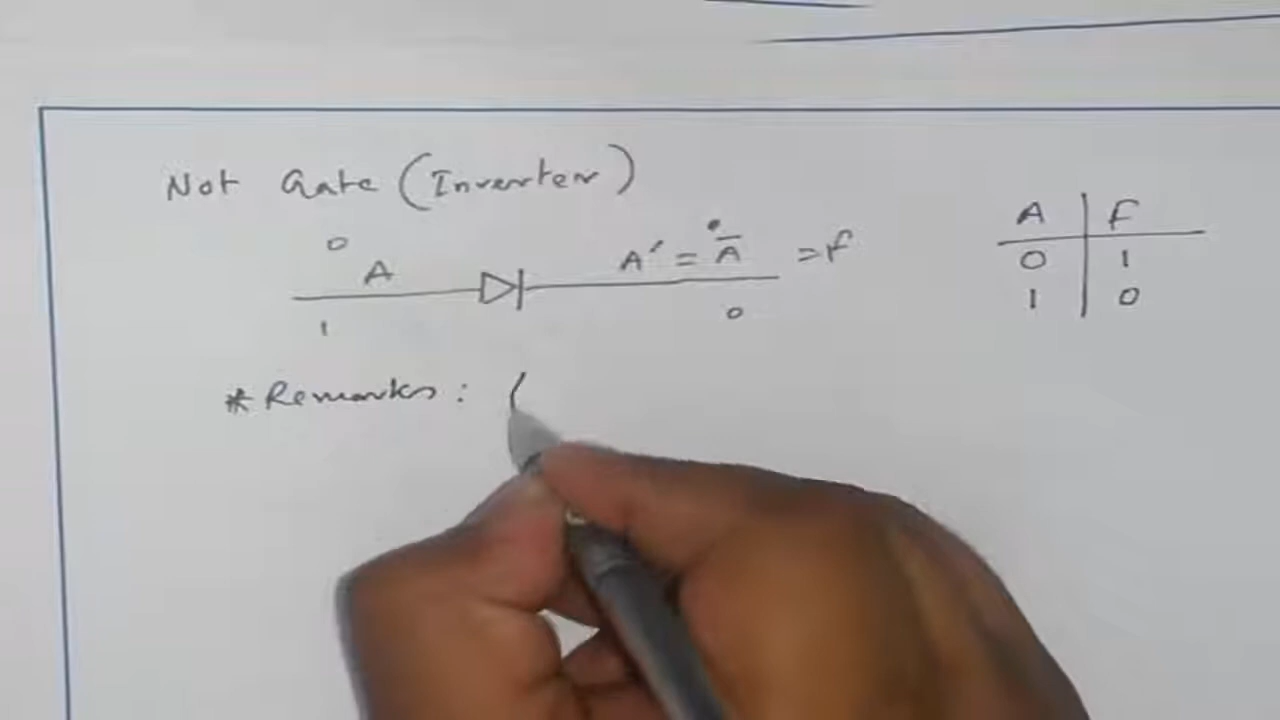 Not Gate (Inverter)
0
A
A' = A̅ = F
1
0
A F
0 1
1 0
* Remarks : (